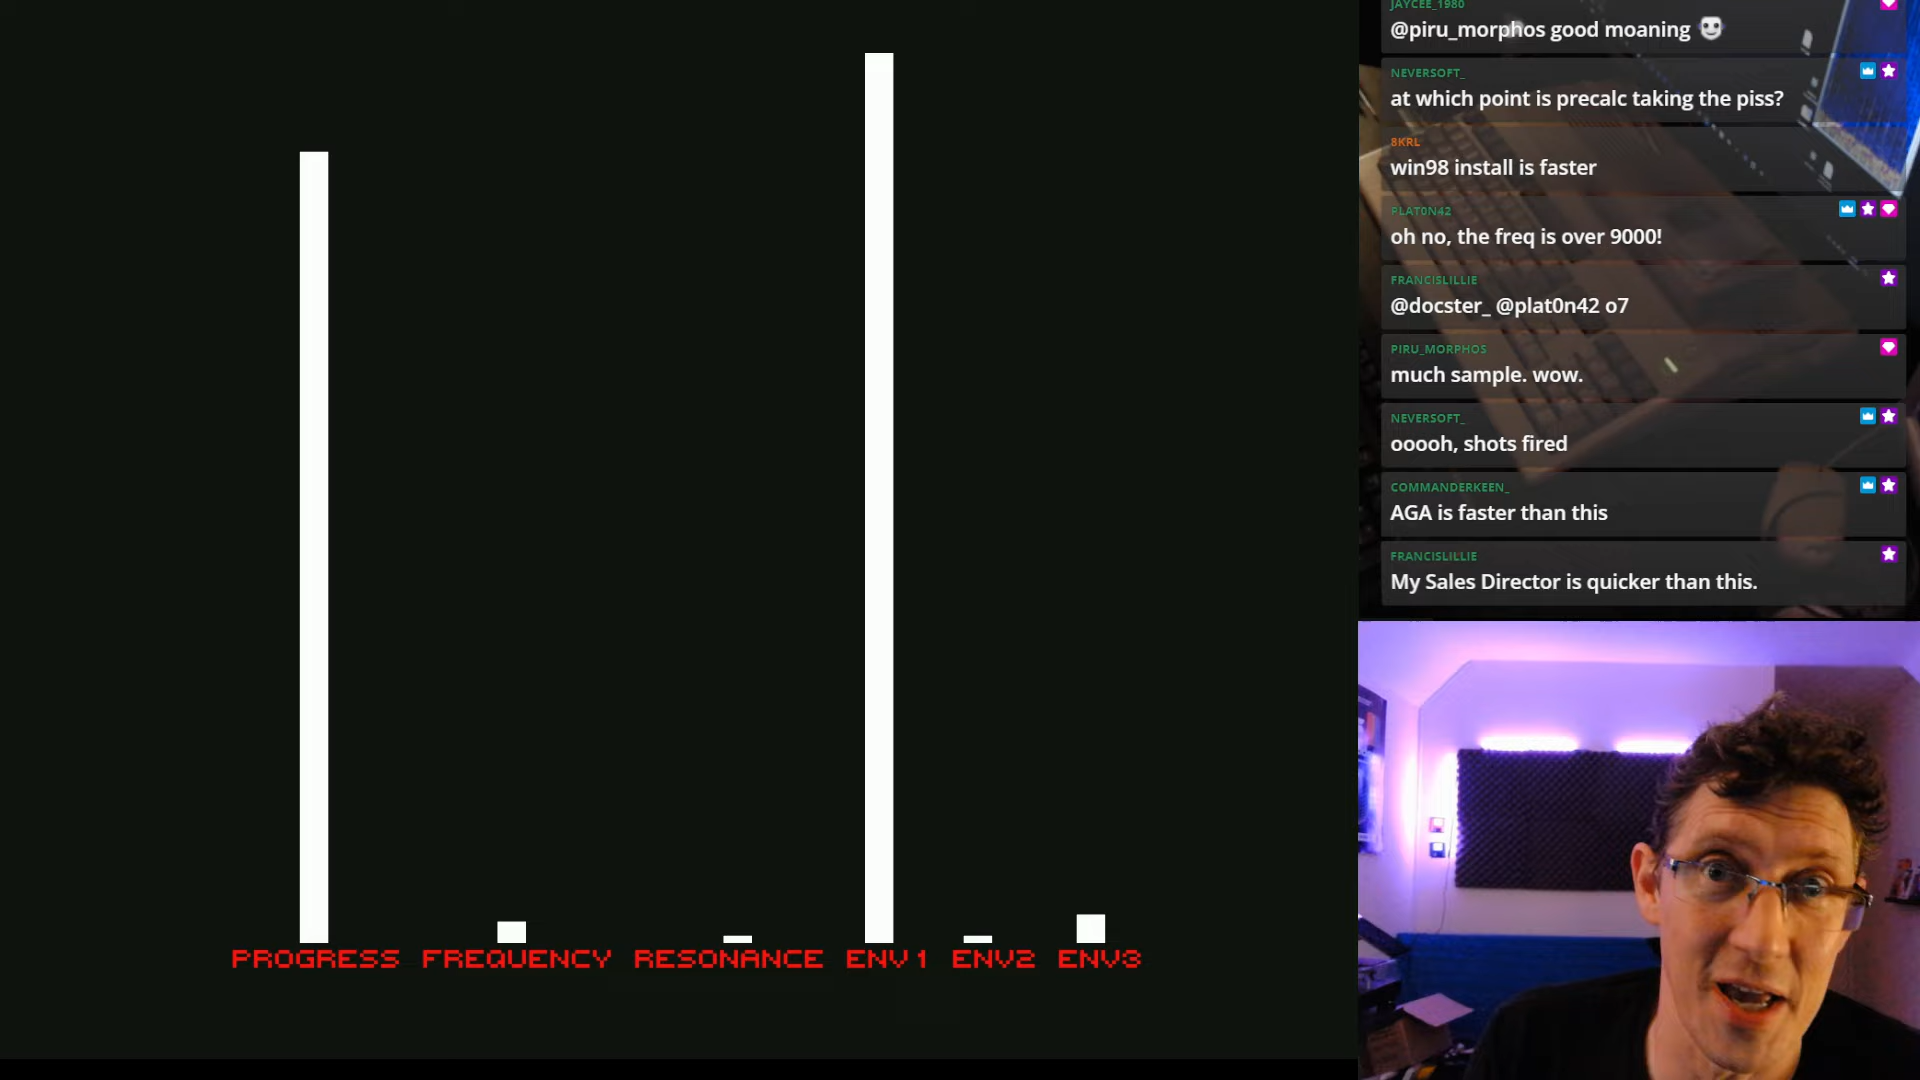 PROGRESS FREQUENCY RESONANCE ENV1 ENV2 ENV3
JAYCEE_1980
@piru_morphos good moaning
NEVERSOFT_
at which point is precalc taking the piss?
8KRL
win98 install is faster
PLAT0N42
oh no, the freq is over 9000!
FRANCISLILLIE
@docster_ @plat0n42 o7
PIRU_MORPHOS
much sample. wow.
NEVERSOFT_
ooooh, shots fired
COMMANDERKEEN_
AGA is faster than this
FRANCISLILLIE
My Sales Director is quicker than this.